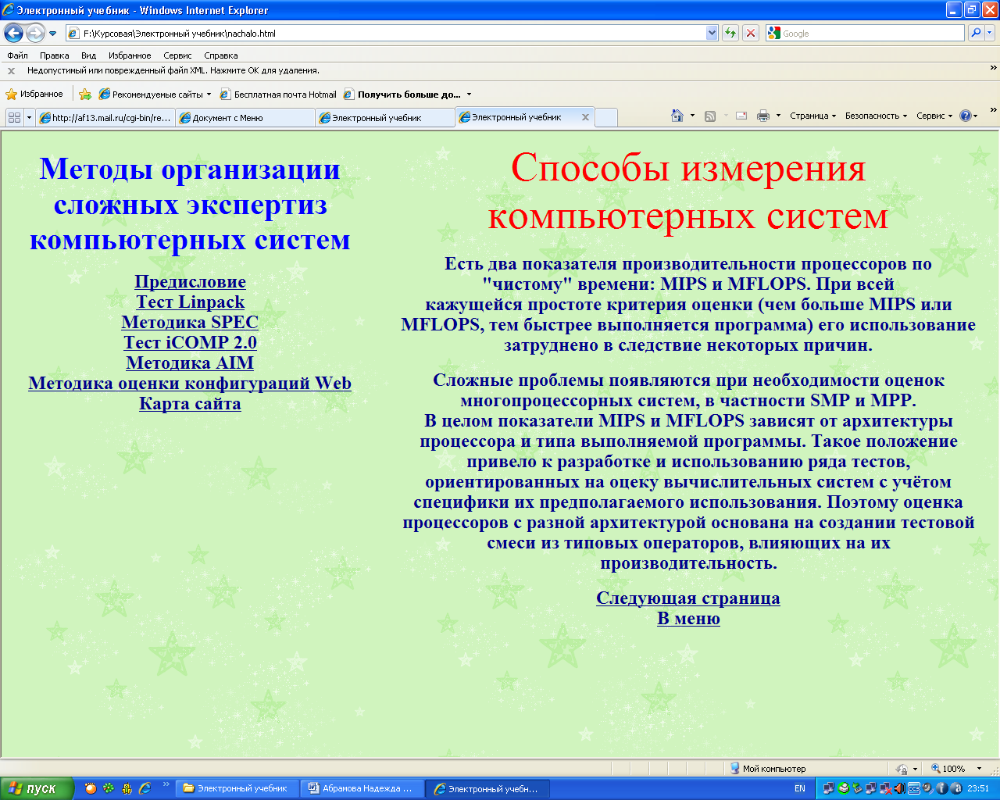 Электронный учебник - Windows Internet Explorer
F:\Курсовая\Электронный учебник\nachalo.html
Google
Файл Правка Вид Избранное Сервис Справка
Недопустимый или поврежденный файл XML. Нажмите ОК для удаления.
Избранное Рекомендуемые сайты Бесплатная почта Hotmail Получить больше до...
http://af13.mail.ru/cgi-bin/re... Документ с Меню Электронный учебник Электронный учебник Страница Безопасность Сервис
Методы организации
сложных экспертиз
компьютерных систем
Предисловие
Тест Linpack
Методика SPEC
Тест iCOMP 2.0
Методика AIM
Методика оценки конфигураций Web
Карта сайта
Способы измерения
компьютерных систем
Есть два показателя производительности процессоров по
"чистому" времени: MIPS и MFLOPS. При всей
кажущейся простоте критерия оценки (чем больше MIPS или
MFLOPS, тем быстрее выполняется программа) его использование
затруднено в следствие некоторых причин.
Сложные проблемы появляются при необходимости оценок
многопроцессорных систем, в частности SMP и MPP.
В целом показатели MIPS и MFLOPS зависят от архитектуры
процессора и типа выполняемой программы. Такое положение
привело к разработке и использованию ряда тестов,
ориентированных на оцеку вычислительных систем с учётом
специфики их предполагаемого использования. Поэтому оценка
процессоров с разной архитектурой основана на создании тестовой
смеси из типовых операторов, влияющих на их
производительность.
Следующая страница
В меню
Мой компьютер 100%
пуск Электронный учебник Абрамова Надежда ... Электронный учебн... EN 23:51